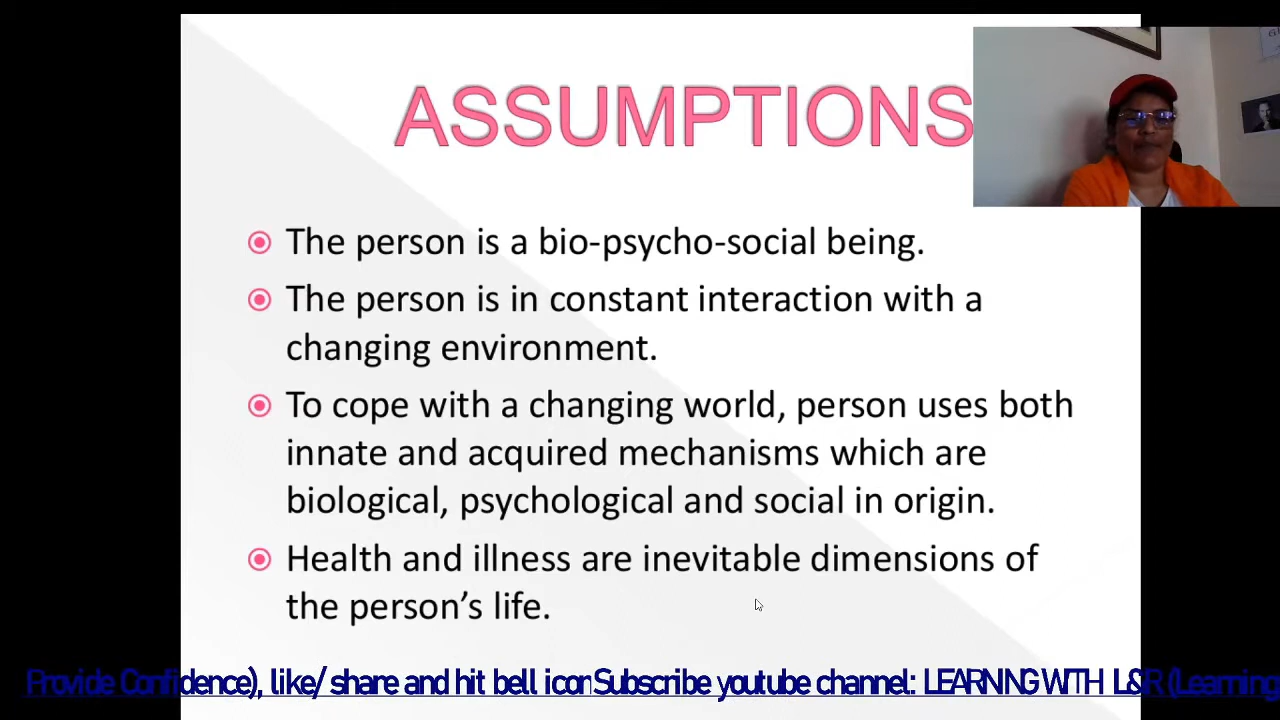 ASSUMPTIONS
The person is a bio-psycho-social being.
The person is in constant interaction with a
changing environment.
To cope with a changing world, person uses both
innate and acquired mechanisms which are
biological, psychological and social in origin.
Health and illness are inevitable dimensions of
the person’s life.
Provide Confidence), like/ share and hit bell icon Subscribe youtube channel: LEARNING WITH L&R (Learning